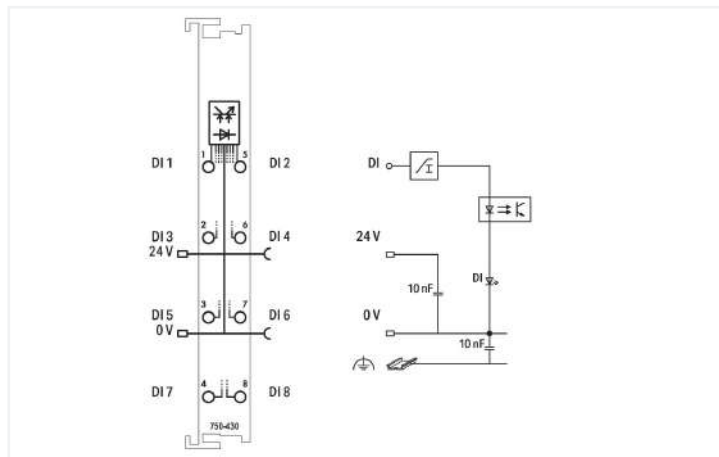 1 5
DI 1 DI 2 DI
2 6
DI 3 DI 4 24 V
24 V
10 nF DI
3 7
DI 5 DI 6 0 V
0 V
10 nF
4 8
DI 7 DI 8
750-430